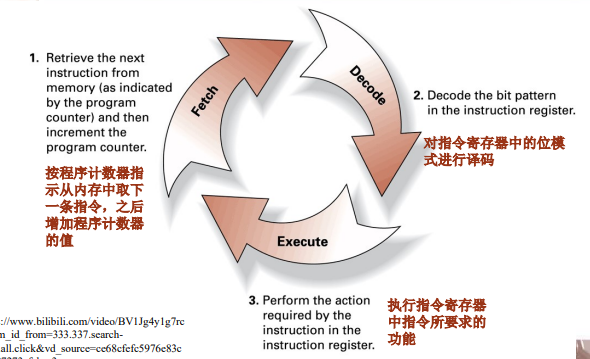 1. Retrieve the next
instruction from
memory (as indicated
by the program
counter) and then
increment the
program counter.
按程序计数器指
示从内存中取下
一条指令，之后
增加程序计数器
的值
Fetch
Decode
2. Decode the bit pattern
in the instruction register.
对指令寄存器中的位模
式进行译码
Execute
3. Perform the action
required by the
instruction in the
instruction register.
执行指令寄存器
中指令所要求的
功能
://www.bilibili.com/video/BV1Jg4y1g7rc
m_id_from=333.337.search-
all.click&vd_source=ce68cfefc5976e83c